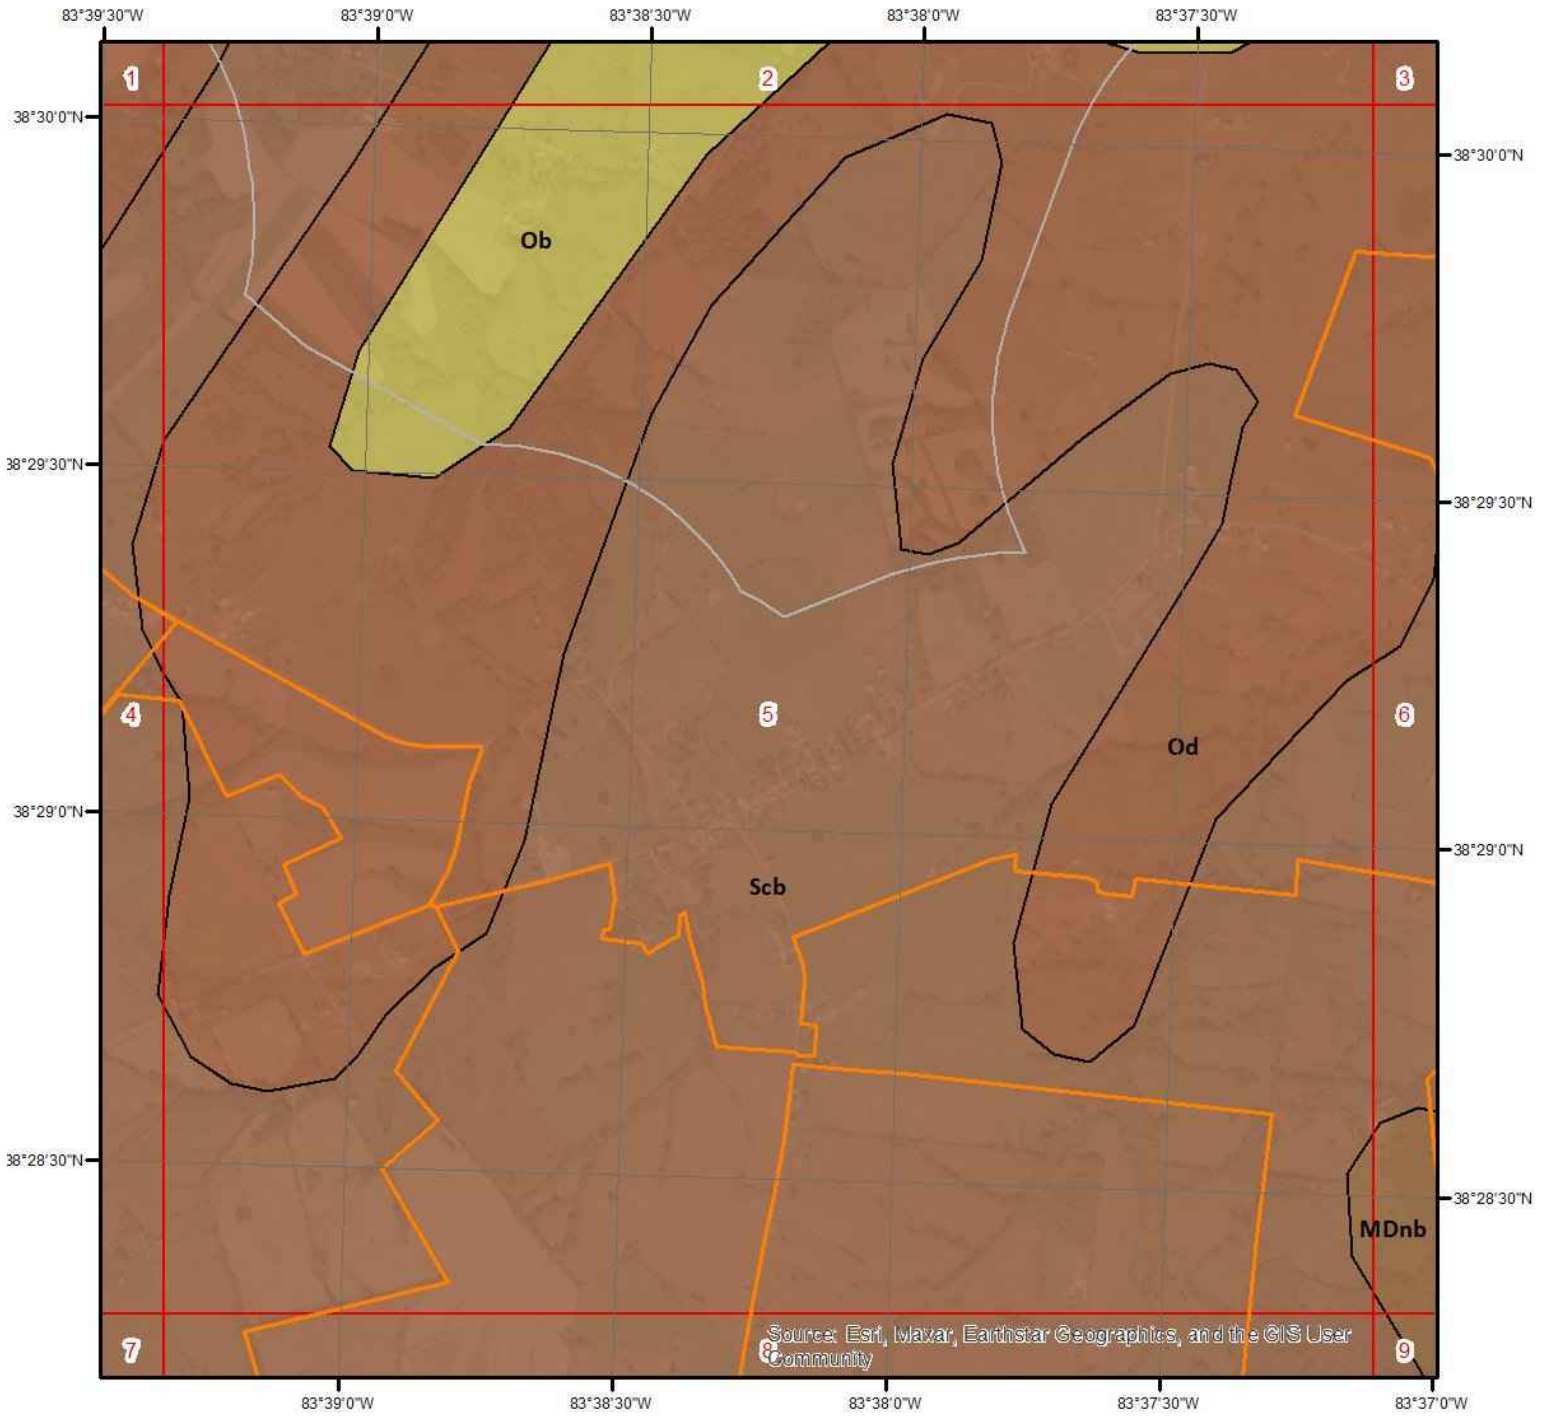 83°39'30"W 83°39'0"W 83°38'30"W 83°38'0"W 83°37'30"W
1 2 3
38°30'0"N
38°30'0"N
Ob
38°29'30"N
38°29'30"N
4 5 6
Od
38°29'0"N
38°29'0"N
Scb
38°28'30"N
38°28'30"N
MDnb
Source: Esri, Maxar, Earthstar Geographics, and the GIS User
Community
7 8 9
83°39'0"W 83°38'30"W 83°38'0"W 83°37'30"W 83°37'0"W